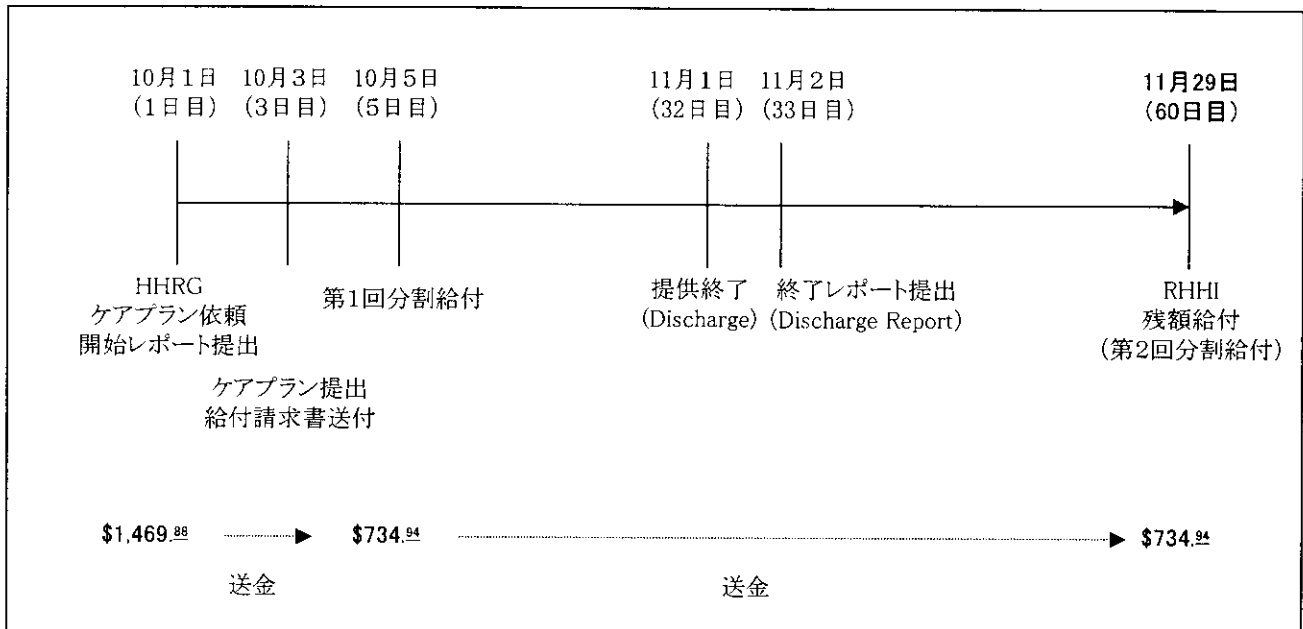 10月1日 10月3日 10月5日 11月1日 11月2日 11月29日
(1日目) (3日目) (5日目) (32日目) (33日目) (60日目)
HHRG
ケアプラン依頼
開始レポート提出
ケアプラン提出
給付請求書送付
第1回分割給付
提供終了
(Discharge)
終了レポート提出
(Discharge Report)
RHHI
残額給付
(第2回分割給付)
$1,469.88 $734.94 $734.94
送金 送金